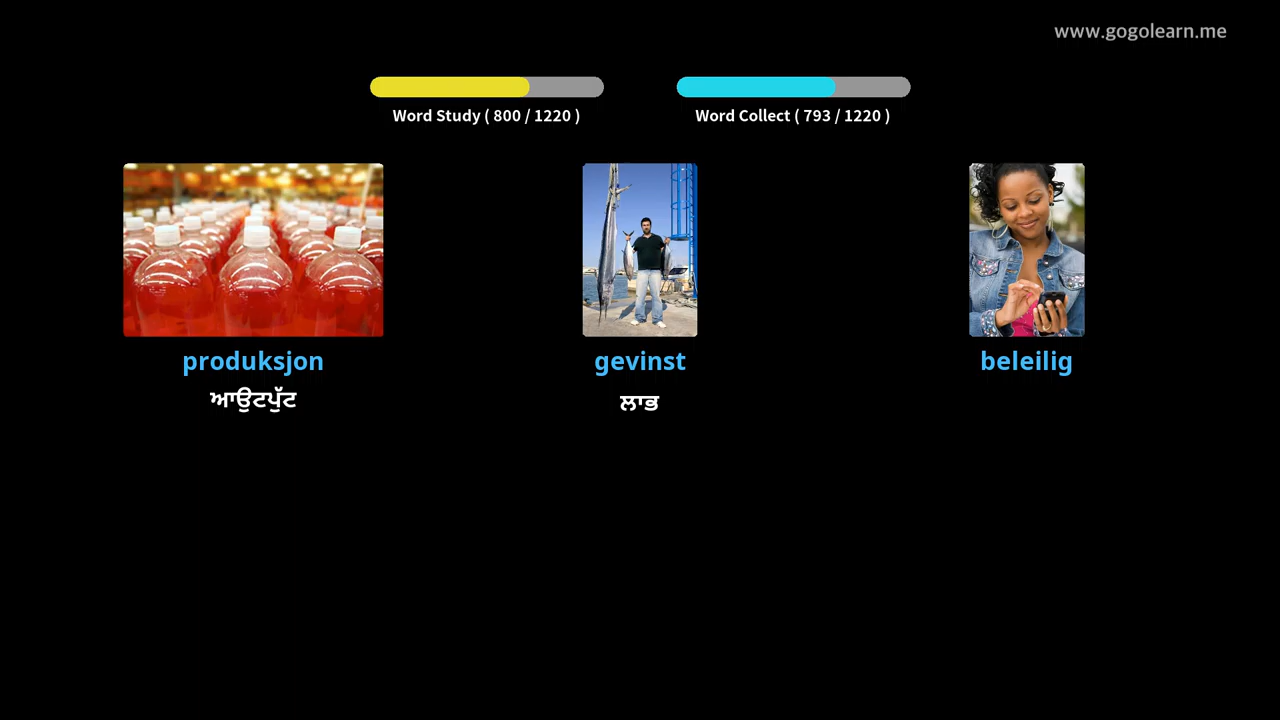 www.gogolearn.me
Word Study ( 800 / 1220 )
Word Collect ( 793 / 1220 )
produksjon
gevinst
beleilig
ਆਉਟਪੁੱਟ
ਲਾਭ